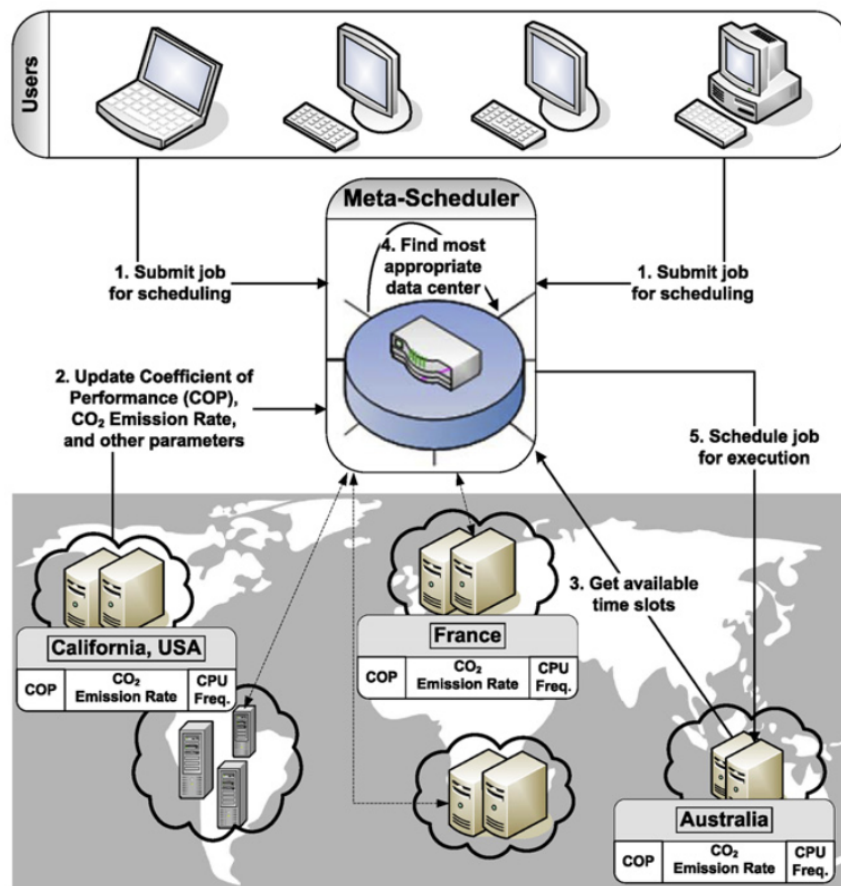 Users
Meta-Scheduler
4. Find most
appropriate
data center
1. Submit job
for scheduling
1. Submit job
for scheduling
2. Update Coefficient of
Performance (COP),
CO₂ Emission Rate,
and other parameters
5. Schedule job
for execution
3. Get available
time slots
California, USA
COP
CO₂
Emission Rate
CPU
Freq.
France
COP
CO₂
Emission Rate
CPU
Freq.
Australia
COP
CO₂
Emission Rate
CPU
Freq.